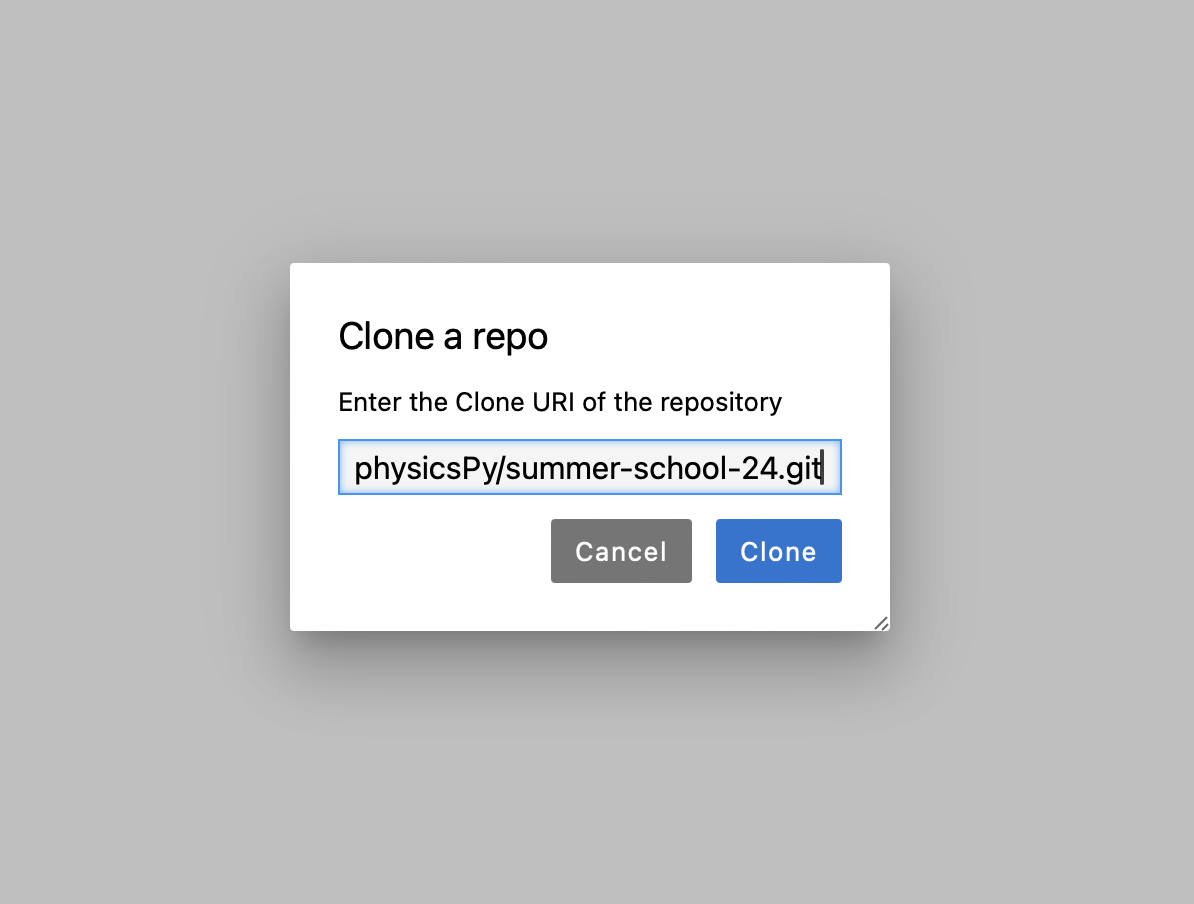 Clone a repo
Enter the Clone URI of the repository
physicsPy/summer-school-24.git
Cancel Clone